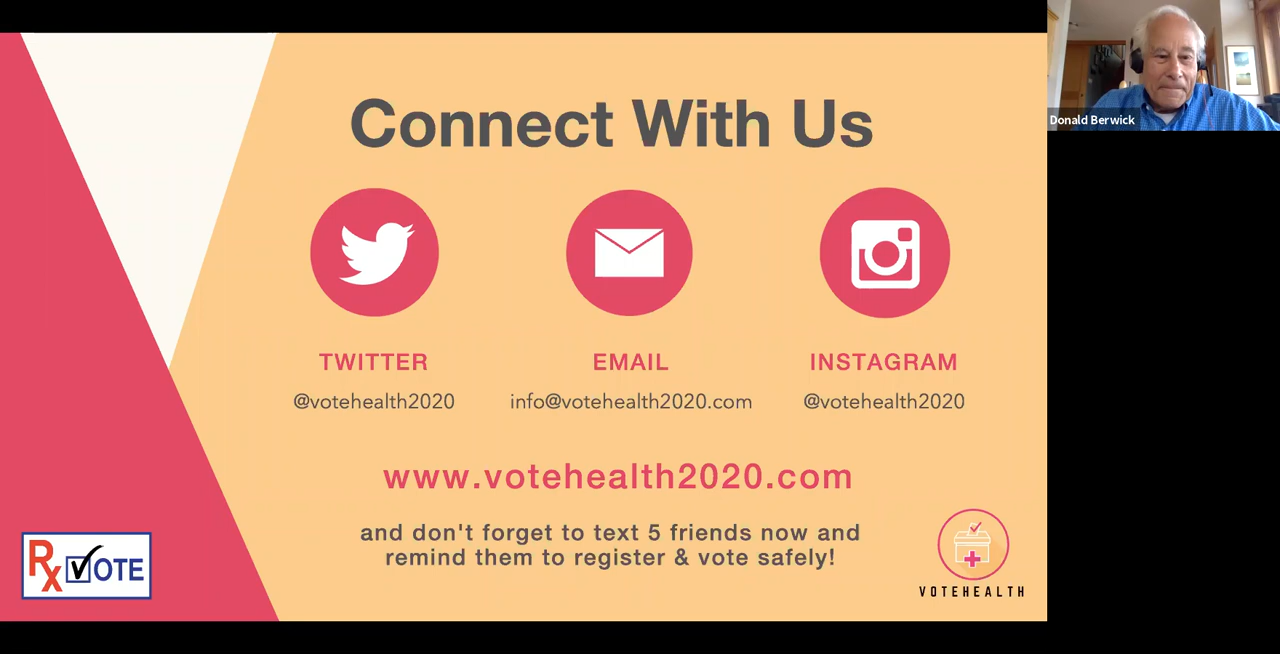 Connect With Us
TWITTER
@votehealth2020
EMAIL
info@votehealth2020.com
INSTAGRAM
@votehealth2020
www.votehealth2020.com
and don't forget to text 5 friends now and
remind them to register & vote safely!
Rx VOTE
VOTEHEALTH
Donald Berwick